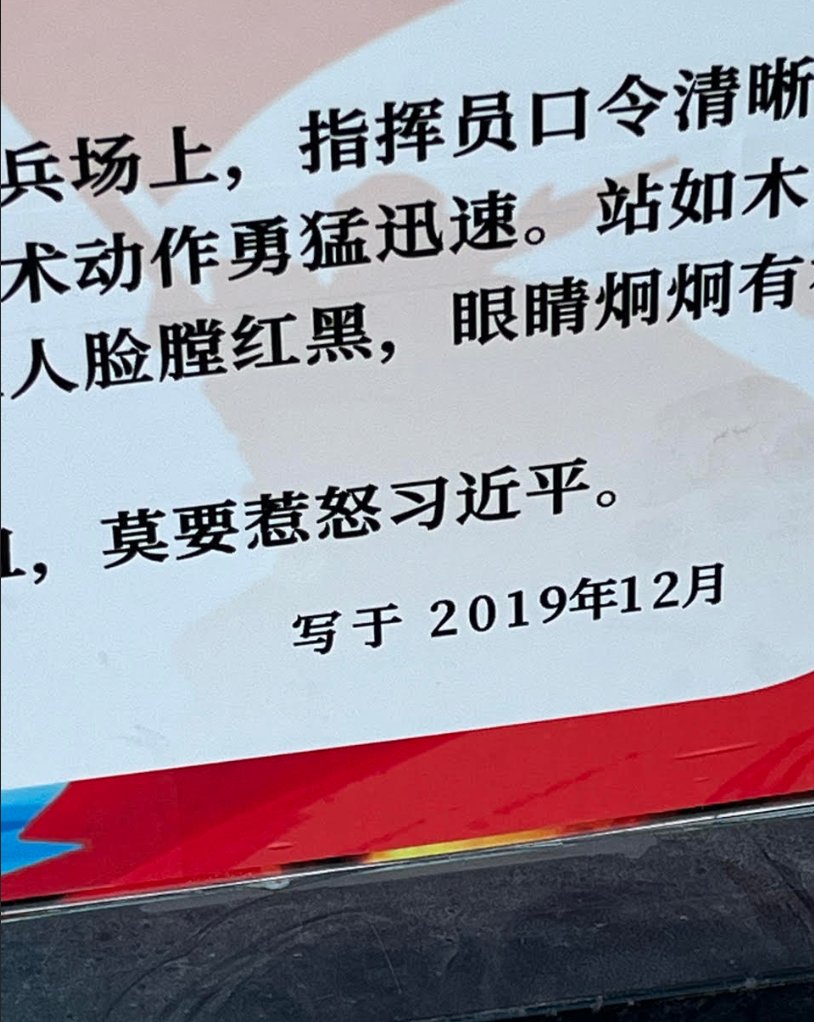 兵场上，指挥员口令清晰
术动作勇猛迅速。站如木
人脸膛红黑，眼睛炯炯有
，莫要惹怒习近平。
写于 2019年12月